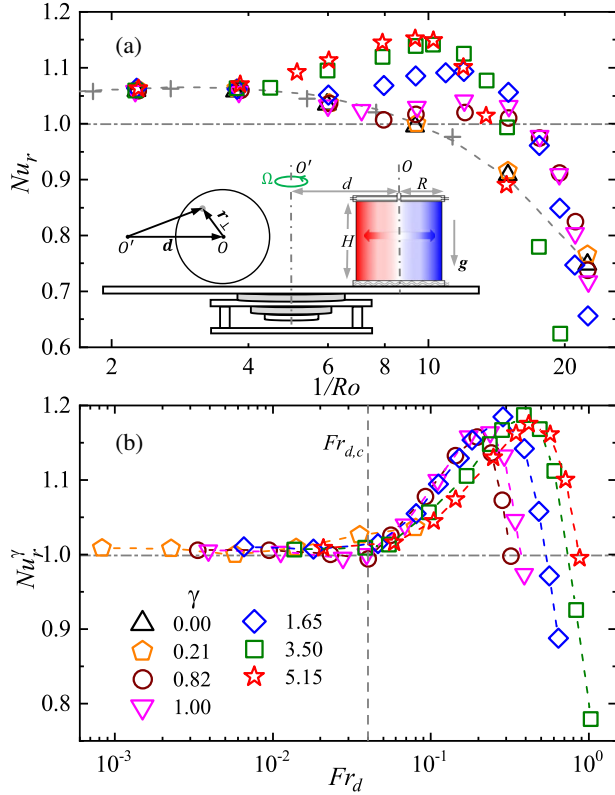 (a)
1.2
1.1
1.0
0.9
0.8
0.7
0.6
Nu_r
O'
Ω
d
O
R
H
g
r_⊥
O'
d
O
2
4
6
8
10
20
1/Ro
(b)
1.2
1.1
1.0
0.9
0.8
Nu_r^γ
Fr_{d,c}
γ
0.00
0.21
0.82
1.00
1.65
3.50
5.15
10^{-3}
10^{-2}
10^{-1}
10^0
Fr_d